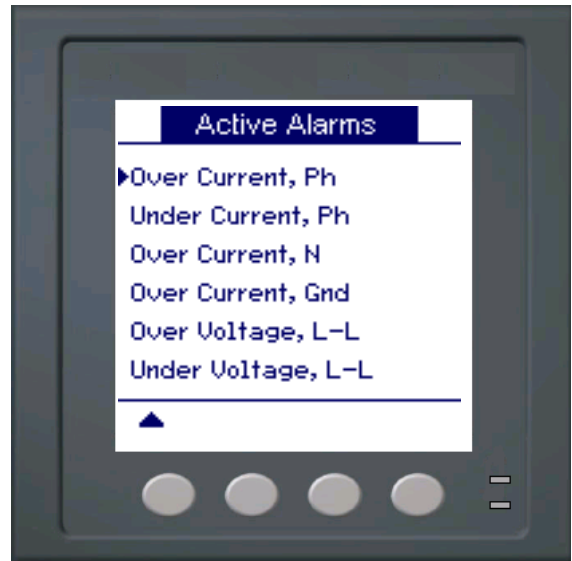 Active Alarms
Over Current, Ph
Under Current, Ph
Over Current, N
Over Current, Gnd
Over Voltage, L-L
Under Voltage, L-L